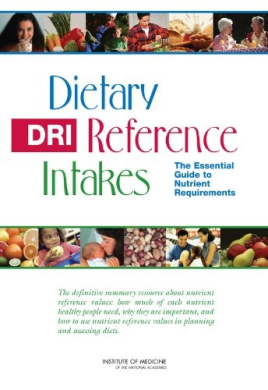 Dietary
DRI Reference
Intakes
The Essential
Guide to
Nutrient
Requirements
The definitive summary resource about nutrient
reference values: how much of each nutrient
healthy people need, why they are important, and
how to use nutrient reference values in planning
and assessing diets.
INSTITUTE OF MEDICINE
OF THE NATIONAL ACADEMIES